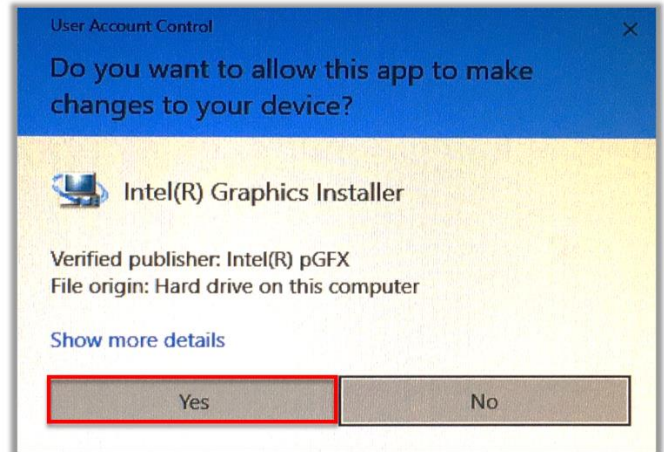 User Account Control
Do you want to allow this app to make
changes to your device?
Intel(R) Graphics Installer
Verified publisher: Intel(R) pGFX
File origin: Hard drive on this computer
Show more details
Yes
No